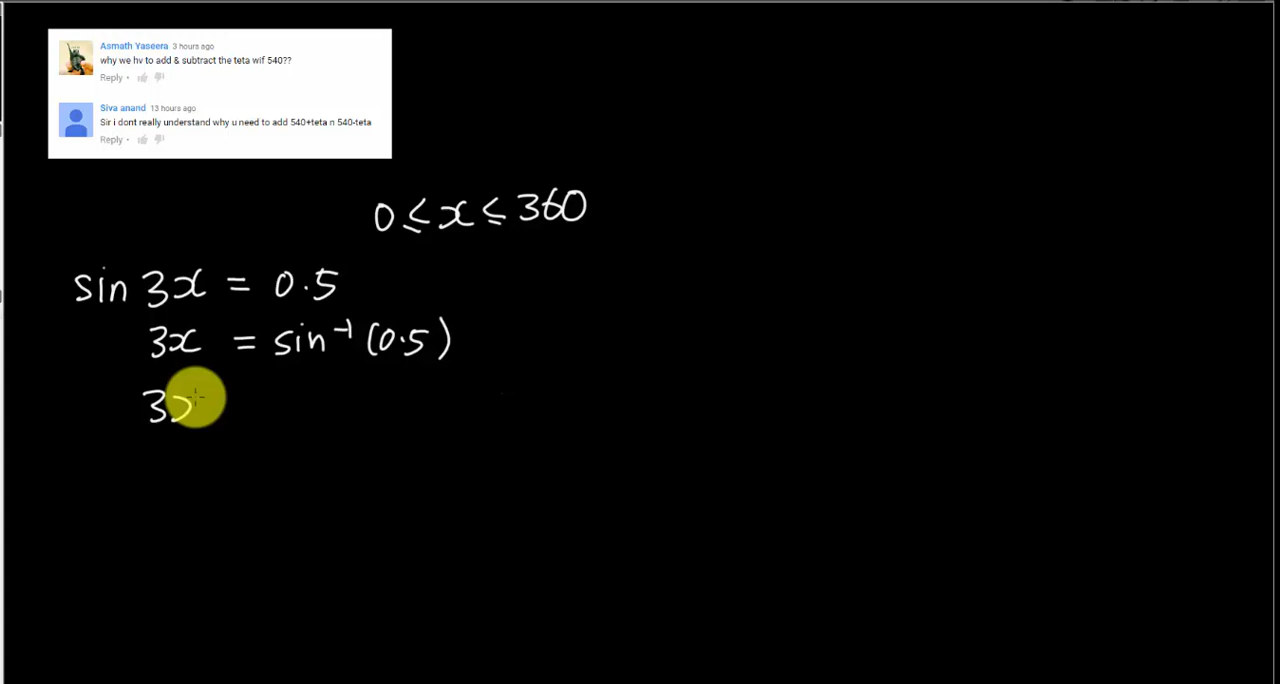 Asmath Yaseera 3 hours ago
why we hv to add & subtract the teta wif 540??
Reply •
Siva anand 13 hours ago
Sir i dont really understand why u need to add 540+teta n 540-teta
Reply •
0 ≤ x ≤ 360
sin 3x = 0.5
3x = sin⁻¹ (0.5)
3x